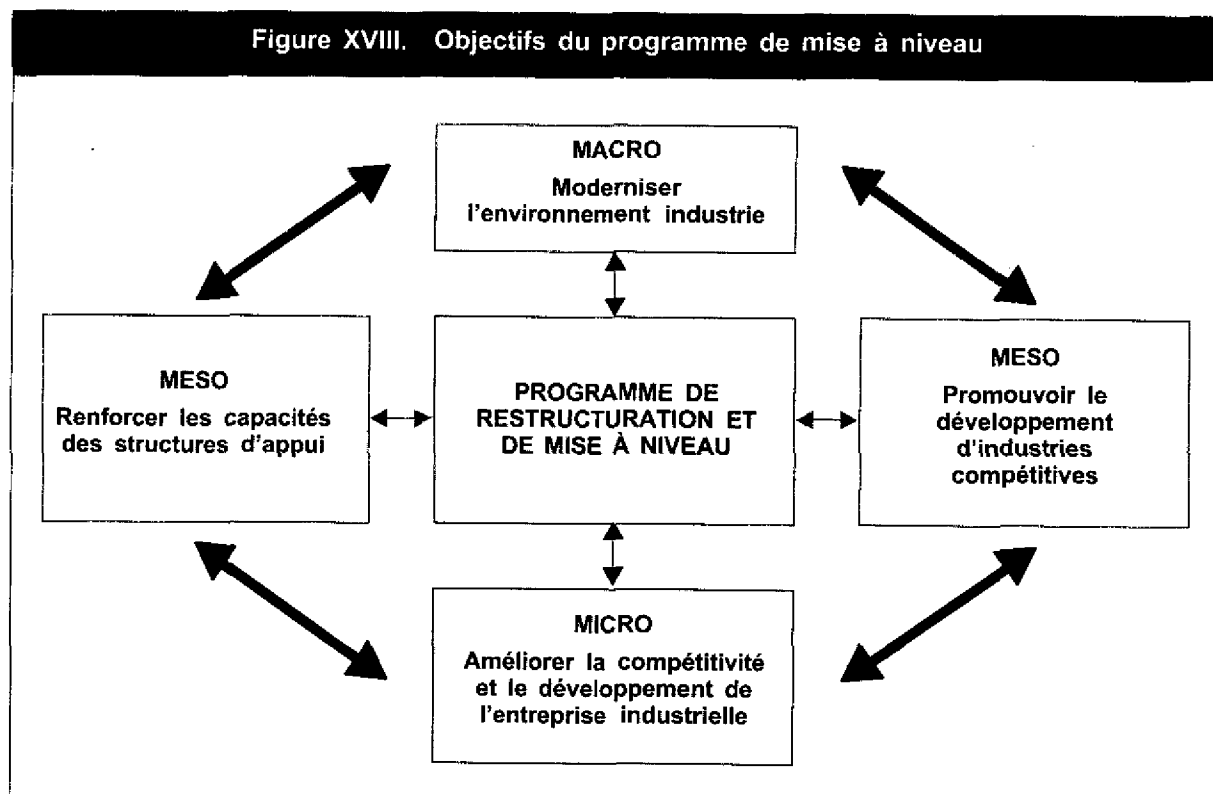 Figure XVIII. Objectifs du programme de mise à niveau
MACRO
Moderniser
l'environnement industrie
MESO
Renforcer les capacités
des structures d'appui
PROGRAMME DE
RESTRUCTURATION ET
DE MISE À NIVEAU
MESO
Promouvoir le
développement
d'industries
compétitives
MICRO
Améliorer la compétitivité
et le développement de
l'entreprise industrielle